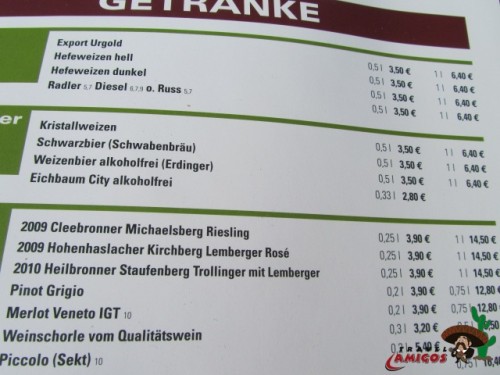 GETRÄNKE
Export Urgold 0,5 l 3,50 € 1 l 6,40 €
Hefeweizen hell 0,5 l 3,50 € 1 l 6,40 €
Hefeweizen dunkel 0,5 l 3,50 € 1 l 6,40 €
Radler 5,7 Diesel 6,7,9 o. Russ 5,7 0,5 l 3,50 € 1 l 6,40 €
er
Kristallweizen 0,5 l 3,50 € 1 l 6,40 €
Schwarzbier (Schwabenbräu) 0,5 l 3,50 € 1 l 6,40 €
Weizenbier alkoholfrei (Erdinger) 0,5 l 3,50 € 1 l 6,40 €
Eichbaum City alkoholfrei 0,33 l 2,80 €
2009 Cleebronner Michaelsberg Riesling 0,25 l 3,90 € 1 l 14,50 €
2009 Hohenhaslacher Kirchberg Lemberger Rosé 0,25 l 3,90 € 1 l 14,50 €
2010 Heilbronner Staufenberg Trollinger mit Lemberger 0,25 l 3,90 € 1 l 14,50 €
Pinot Grigio 0,2 l 3,90 € 0,75 l 12,80 €
Merlot Veneto IGT 10 0,2 l 3,90 € 0,75 l 12,80
Weinschorle vom Qualitätswein 0,3 l 3,20 €
Piccolo (Sekt) 10 5,40 €
TRAVEL
AMIGOS